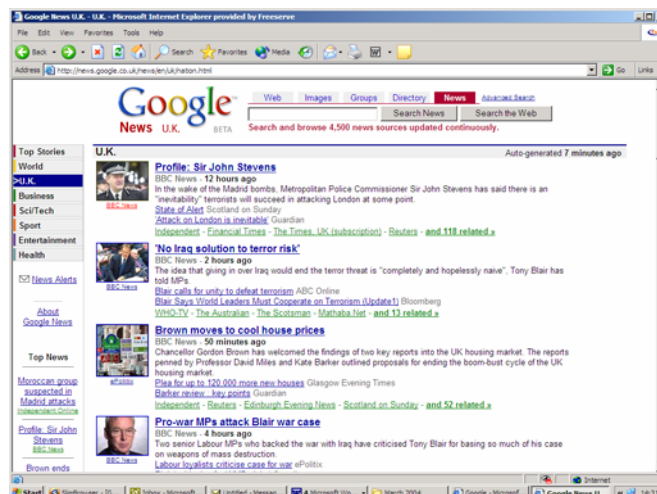 Google News U.K. - U.K. - Microsoft Internet Explorer provided by Freeserve
File Edit View Favorites Tools Help
Back Search Favorites Media
Address http://news.google.co.uk/news/en/uk/nation.html Go Links
Web Images Groups Directory News Advanced Search
Google
News U.K. BETA
Search News Search the Web
Search and browse 4,500 news sources updated continuously.
Top Stories
World
>U.K.
Business
Sci/Tech
Sport
Entertainment
Health
News Alerts
About
Google News
Top News
Moroccan group
suspected in
Madrid attacks
Independent Online
Profile: Sir John
Stevens
BBC News
Brown ends
U.K. Auto-generated 7 minutes ago
BBC News
Profile: Sir John Stevens
BBC News - 12 hours ago
In the wake of the Madrid bombs, Metropolitan Police Commissioner Sir John Stevens has said there is an
"inevitability" terrorists will succeed in attacking London at some point.
State of Alert Scotland on Sunday
'Attack on London is inevitable' Guardian
Independent - Financial Times - The Times, UK (subscription) - Reuters - and 118 related »
BBC News
'No Iraq solution to terror risk'
BBC News - 2 hours ago
The idea that giving in over Iraq would end the terror threat is "completely and hopelessly naive", Tony Blair has
told MPs.
Blair calls for unity to defeat terrorism ABC Online
Blair Says World Leaders Must Cooperate on Terrorism (Update1) Bloomberg
WHO-TV - The Australian - The Scotsman - Mathaba.Net - and 13 related »
ePolitix
Brown moves to cool house prices
BBC News - 50 minutes ago
Chancellor Gordon Brown has welcomed the findings of two key reports into the UK housing market. The reports
penned by Professor David Miles and Kate Barker outlined proposals for ending the boom-bust cycle of the UK
housing market.
Plea for up to 120,000 more new houses Glasgow Evening Times
Barker review...key points Guardian
Independent - Reuters - Edinburgh Evening News - Scotland on Sunday - and 52 related »
BBC News
Pro-war MPs attack Blair war case
BBC News - 4 hours ago
Two senior Labour MPs who backed the war with Iraq have criticised Tony Blair for basing so much of his case
on weapons of mass destruction.
Labour loyalists criticise case for war ePolitix
Internet
Start